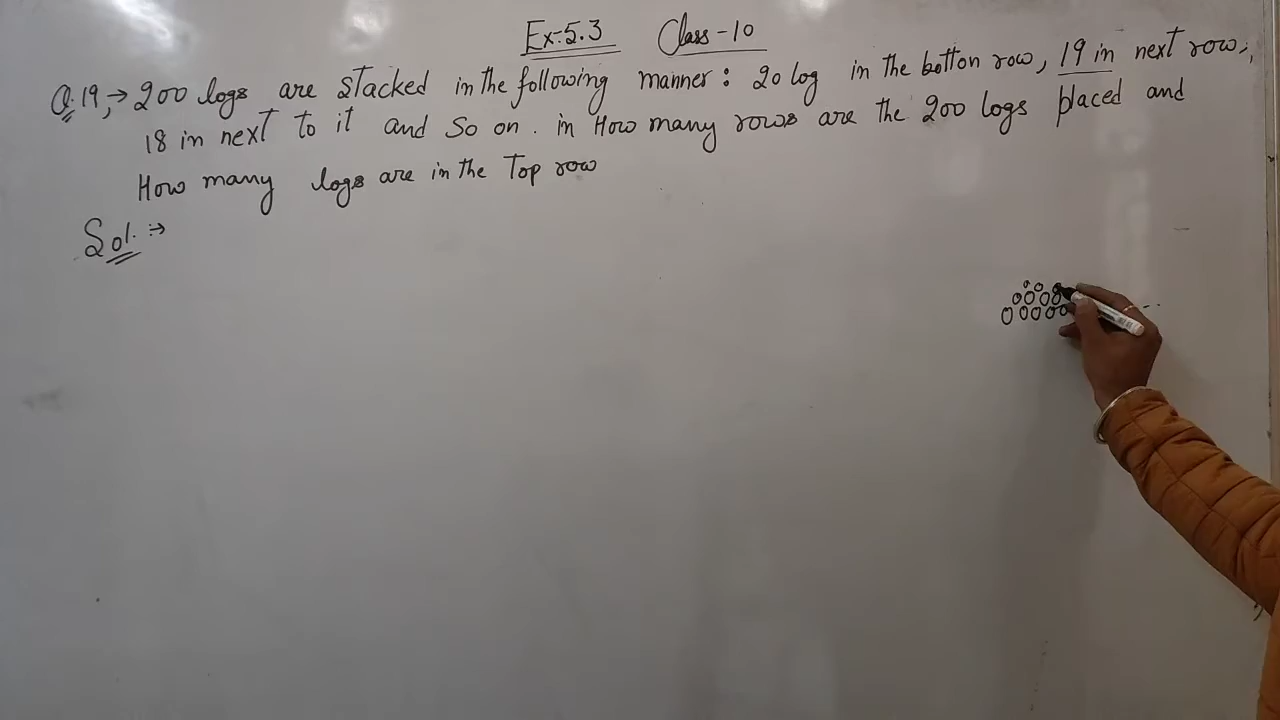 Ex:-5.3 Class-10
Q.19,→ 200 logs are stacked in the following manner: 20 log in the botton row, 19 in next row,
18 in next to it and so on. in How many rows are the 200 logs placed and
How many logs are in the Top row
Sol. :→